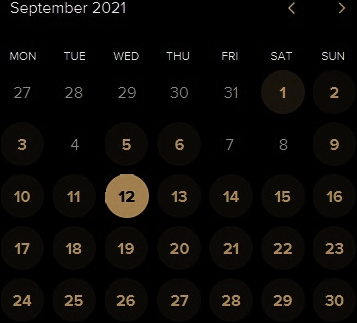 September 2021
MON TUE WED THU FRI SAT SUN
27 28 29 30 31 1 2
3 4 5 6 7 8 9
10 11 12 13 14 15 16
17 18 19 20 21 22 23
24 25 26 27 28 29 30